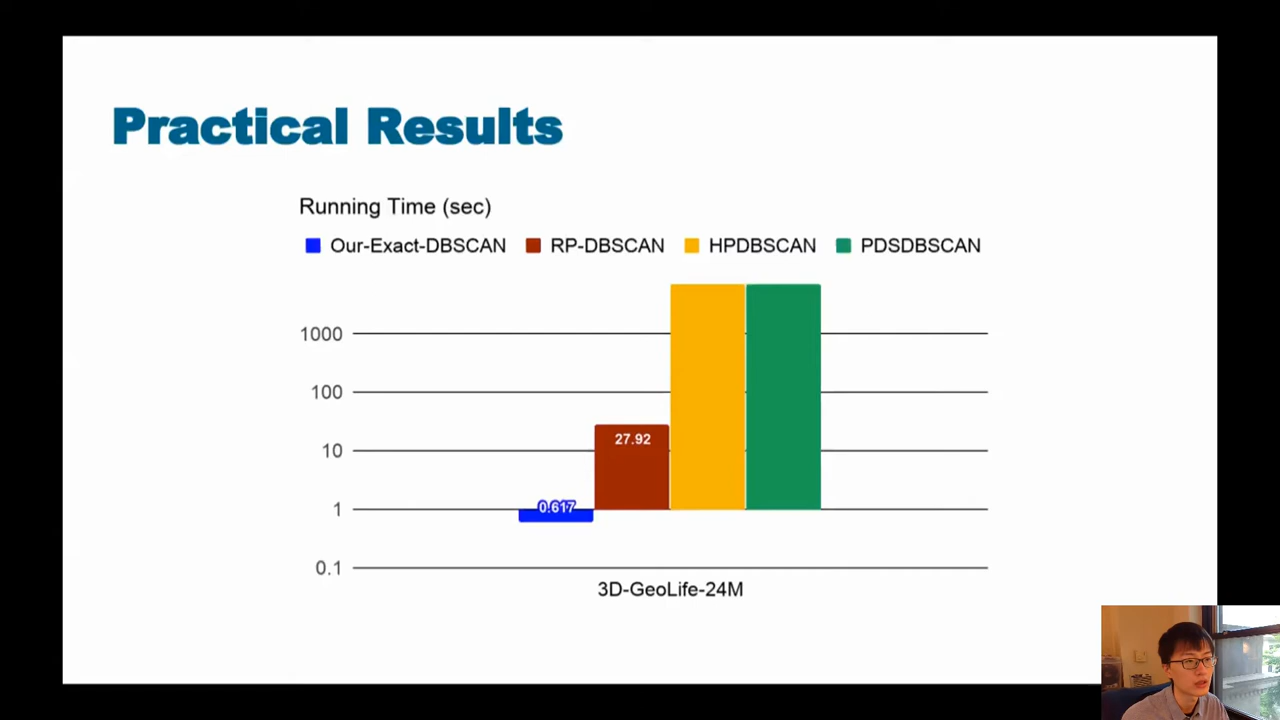 Practical Results
Running Time (sec)
Our-Exact-DBSCAN RP-DBSCAN HPDBSCAN PDSDBSCAN
1000
100
27.92
10
0.617
1
0.1
3D-GeoLife-24M